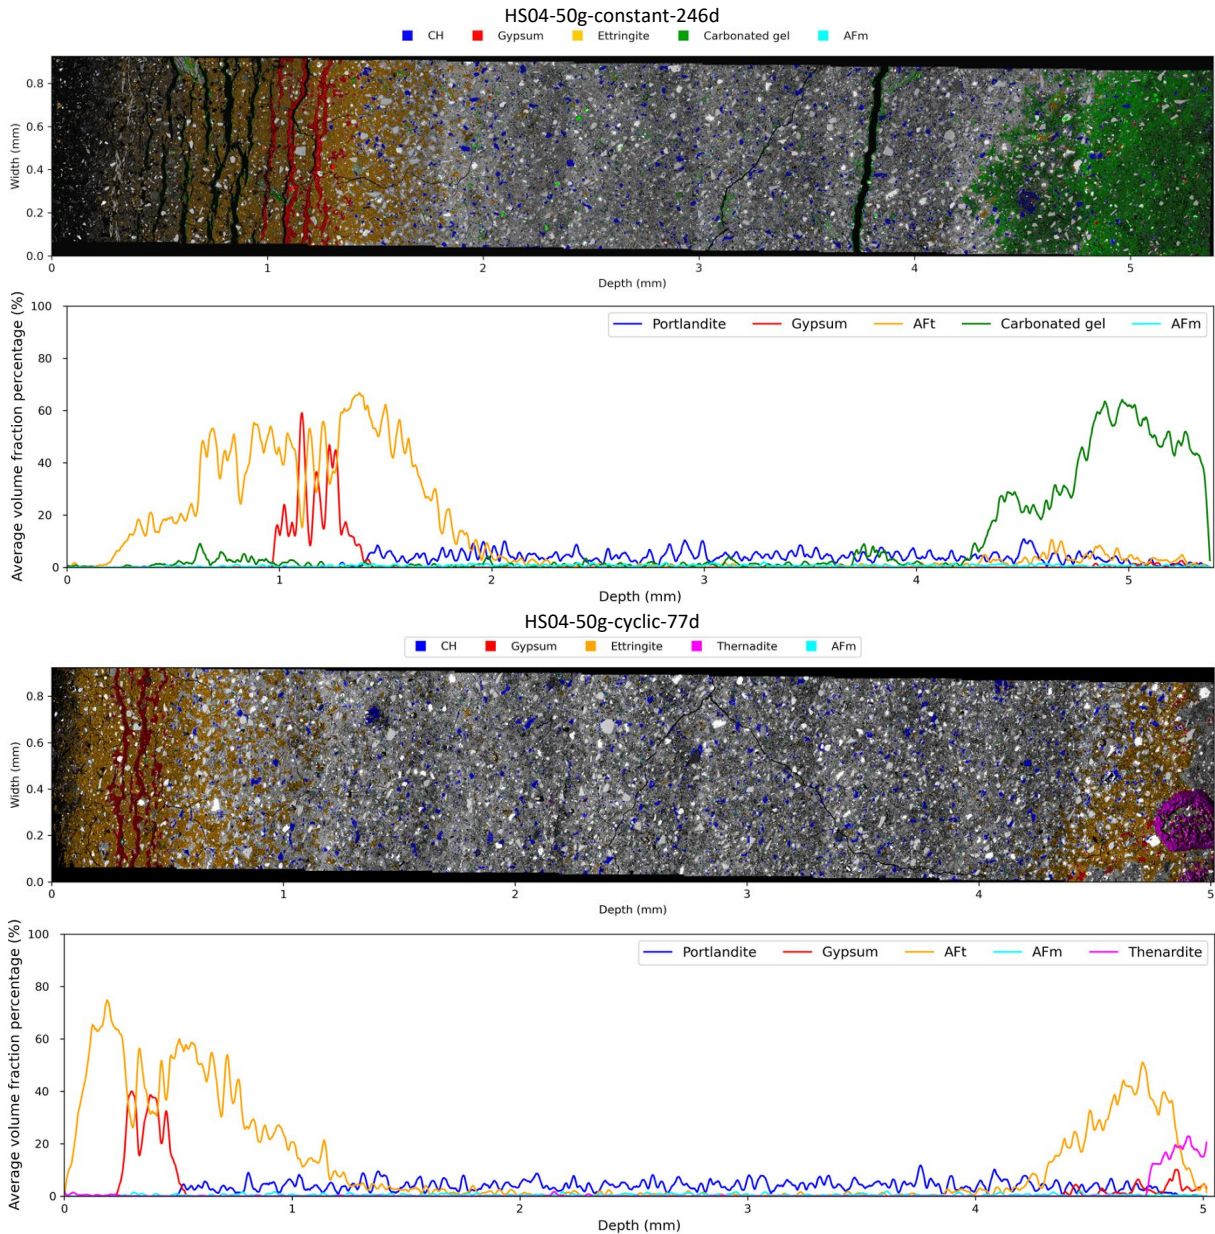 HS04-50g-constant-246d
CH Gypsum Ettringite Carbonated gel AFm
Width (mm)
0.8
0.6
0.4
0.2
0.0
0 1 2 3 4 5
Depth (mm)
Average volume fraction percentage (%)
100
80
60
40
20
0
Portlandite Gypsum AFt Carbonated gel AFm
0 1 2 3 4 5
Depth (mm)
HS04-50g-cyclic-77d
CH Gypsum Ettringite Thernadite AFm
Width (mm)
0.8
0.6
0.4
0.2
0.0
0 1 2 3 4 5
Depth (mm)
Average volume fraction percentage (%)
100
80
60
40
20
0
Portlandite Gypsum AFt AFm Thenardite
0 1 2 3 4 5
Depth (mm)